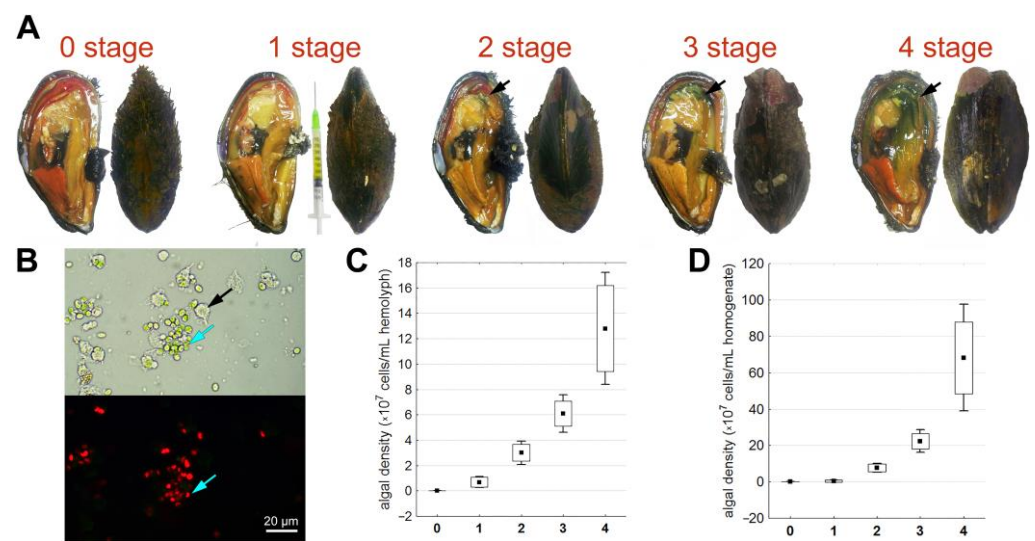 A
0 stage
1 stage
2 stage
3 stage
4 stage
B
20 µm
C
algal density (×10⁷ cells/mL hemolyph)
18
16
14
12
10
8
6
4
2
0
−2
0 1 2 3 4
D
algal density (×10⁷ cells/mL homogenate)
120
100
80
60
40
20
0
−20
0 1 2 3 4